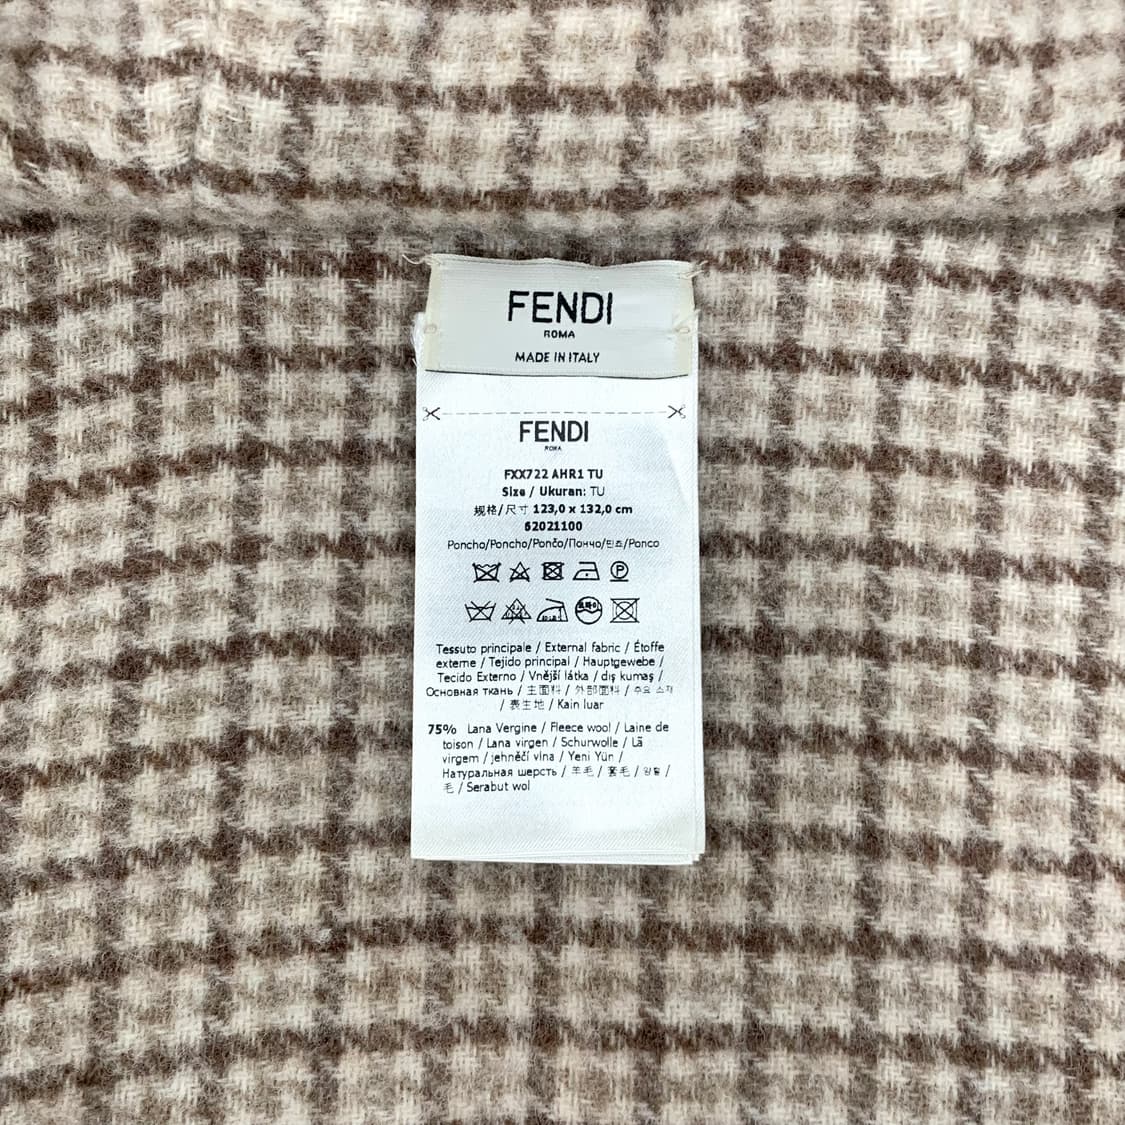 FENDI
ROMA
MADE IN ITALY
FENDI
ROMA
FXX722 AHR1 TU
Size / Ukuran: TU
规格/尺寸 123,0 x 132,0 cm
62021100
Poncho/Poncho/Pončo/Пончо/판쵸/Ponco
Tessuto principale / External fabric / Étoffe
externe / Tejido principal / Hauptgewebe /
Tecido Externo / Vnější látka / dış kumaş /
Основная ткань / 主面料 / 外部面料 / 주요 소재
/ 表生地 / Kain luar
75% Lana Vergine / Fleece wool / Laine de
toison / Lana virgen / Schurwolle / Lã
virgem / jehněčí vlna / Yeni Yün /
Натуральная шерсть / 羊毛 / 毛 / 양털 /
毛 / Serabut wol